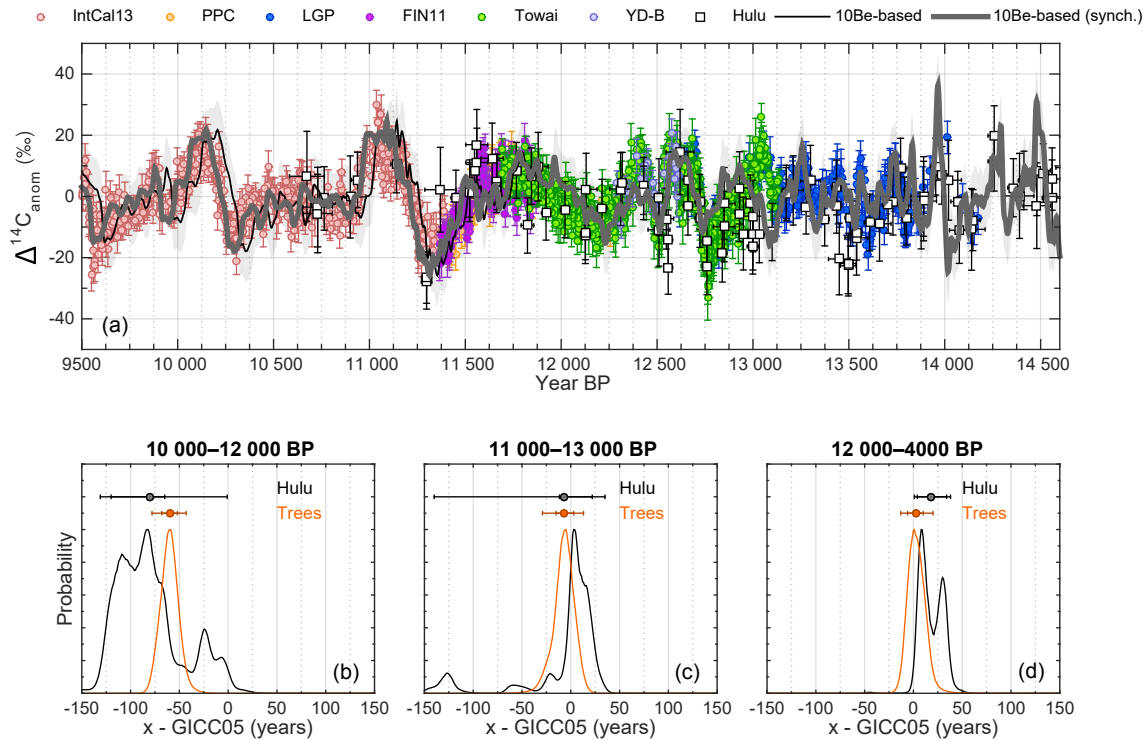 IntCal13 PPC LGP FIN11 Towai YD-B Hulu 10Be-based 10Be-based (synch.)
Δ14Canom (‰)
40
20
0
-20
-40
(a)
9500 10 000 10 500 11 000 11 500 12 000 12 500 13 000 13 500 14 000 14 500
Year BP
10 000–12 000 BP 11 000–13 000 BP 12 000–4000 BP
Hulu Hulu Hulu
Trees Trees Trees
Probability
(b) (c) (d)
-150 -100 -50 0 50 100 150 -150 -100 -50 0 50 100 150 -150 -100 -50 0 50 100 150
x - GICC05 (years) x - GICC05 (years) x - GICC05 (years)